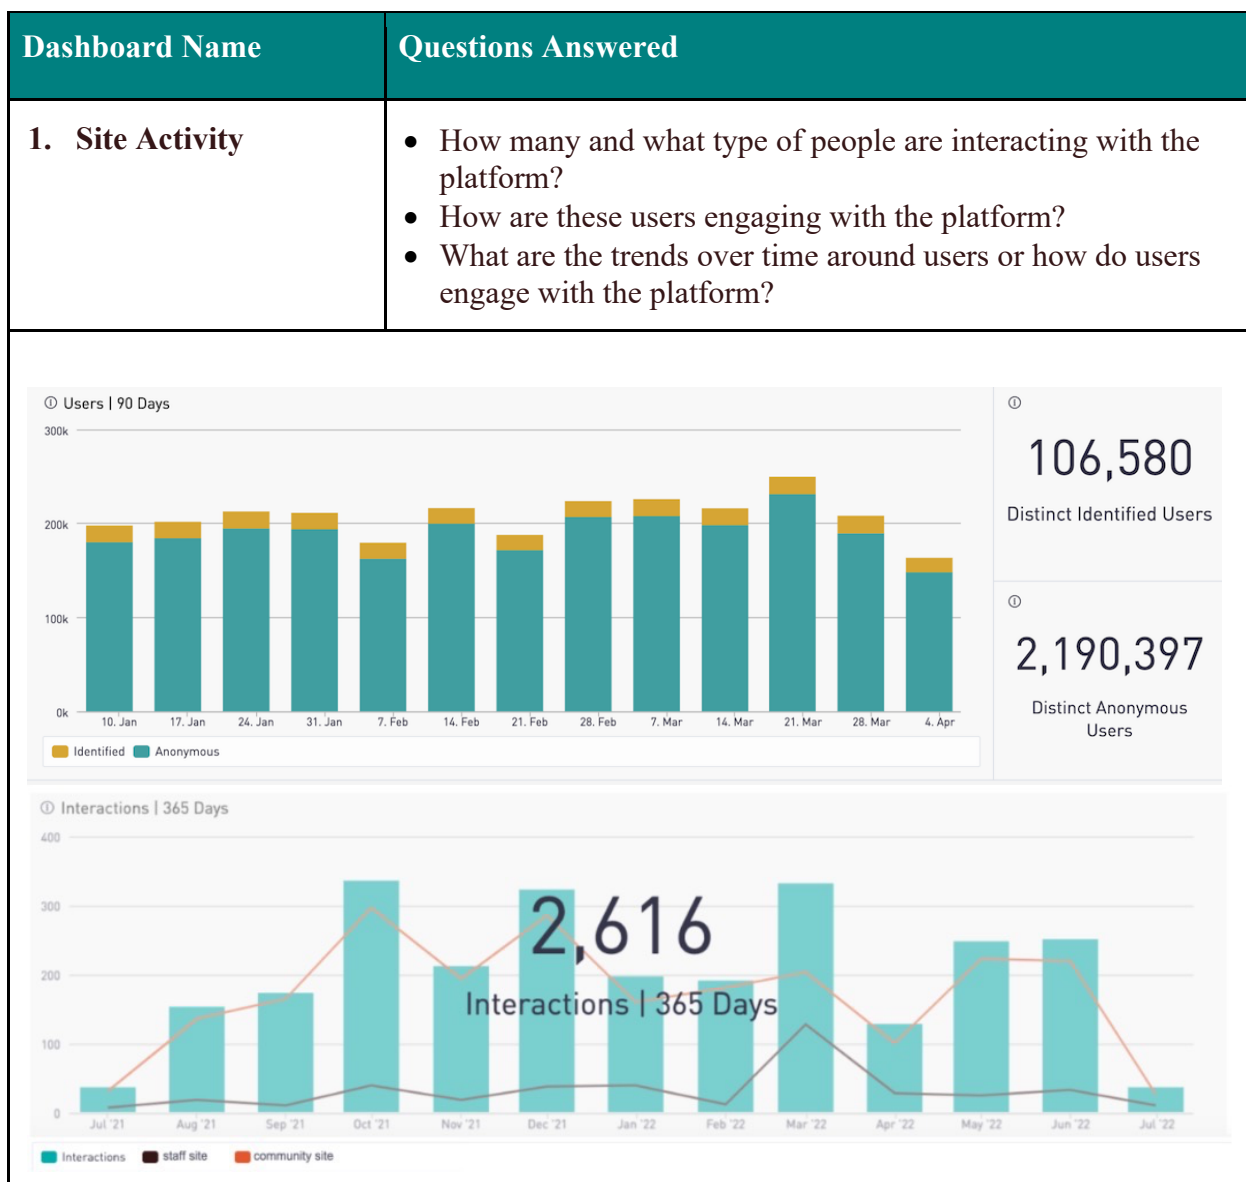 Dashboard Name
Questions Answered
1. Site Activity
• How many and what type of people are interacting with the
platform?
• How are these users engaging with the platform?
• What are the trends over time around users or how do users
engage with the platform?
Users | 90 Days
300k
200k
100k
0k
10. Jan
17. Jan
24. Jan
31. Jan
7. Feb
14. Feb
21. Feb
28. Feb
7. Mar
14. Mar
21. Mar
28. Mar
4. Apr
Identified
Anonymous
106,580
Distinct Identified Users
2,190,397
Distinct Anonymous
Users
Interactions | 365 Days
400
300
200
100
0
2,616
Interactions | 365 Days
Jul '21
Aug '21
Sep '21
Oct '21
Nov '21
Dec '21
Jan '22
Feb '22
Mar '22
Apr '22
May '22
Jun '22
Jul '22
Interactions
staff site
community site